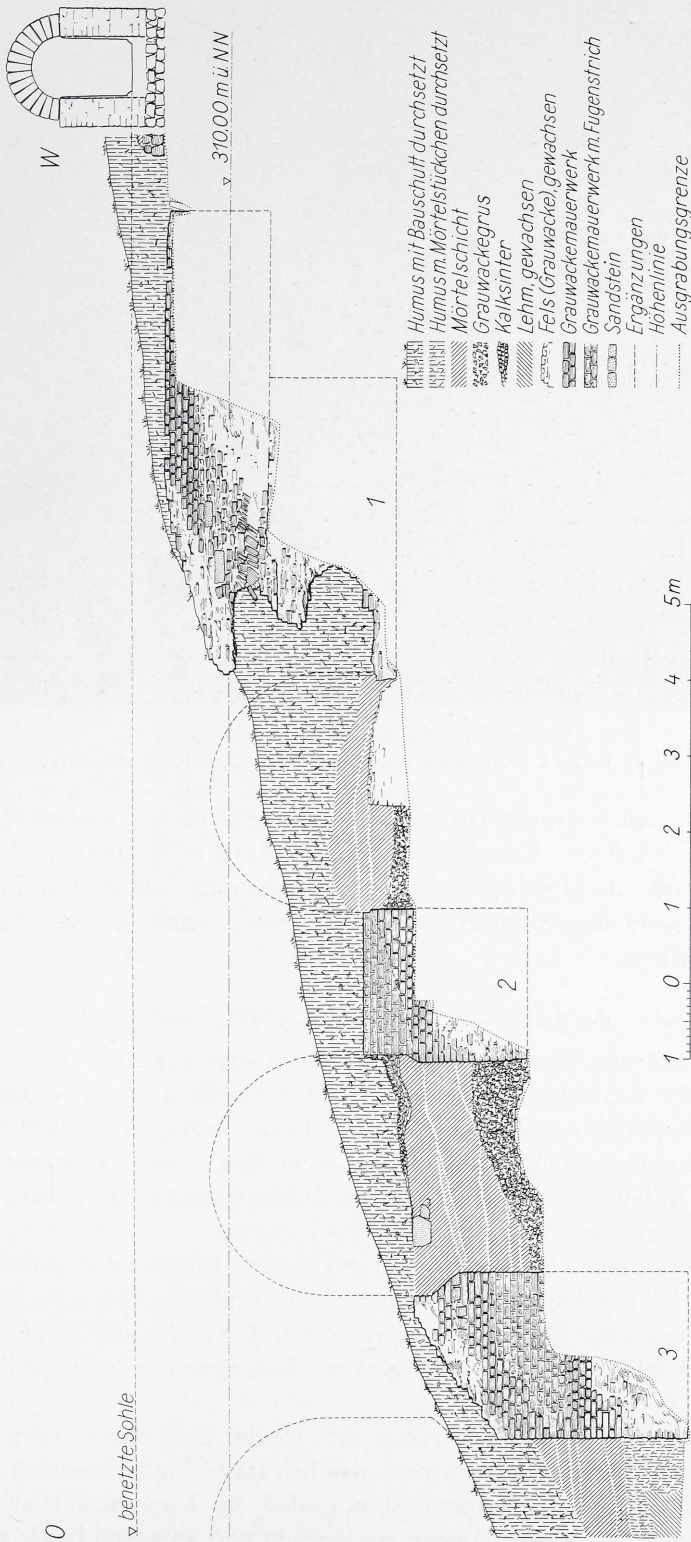 O
W
benetzte Sohle
310.00 m ü. NN
1
2
3
Humus mit Bauschutt durchsetzt
Humus m. Mörtelstückchen durchsetzt
Mörtelschicht
Grauwackegrus
Kalksinter
Lehm, gewachsen
Fels (Grauwacke), gewachsen
Grauwackemauerwerk
Grauwackemauerwerk m. Fugenstrich
Sandstein
Ergänzungen
Höhenlinie
Ausgrabungsgrenze
1 0 1 2 3 4 5m